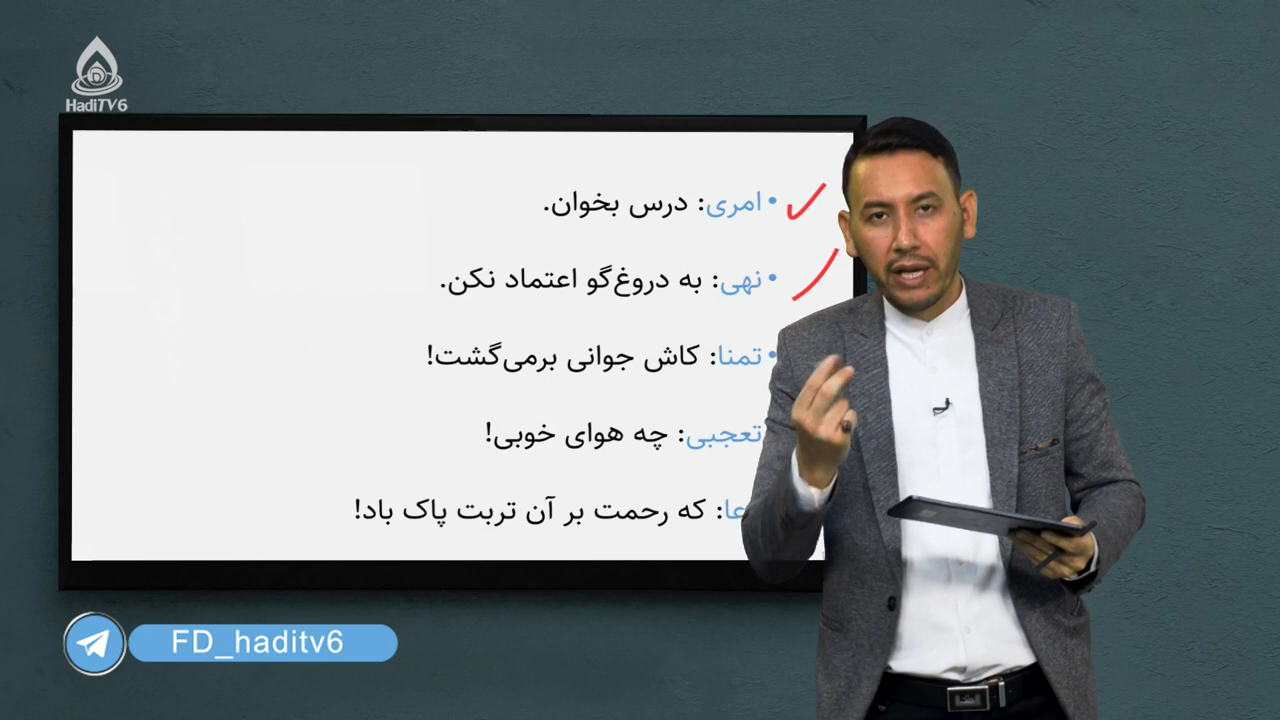 HadiTV6
• امری: درس بخوان.
• نهی: به دروغ‌گو اعتماد نکن.
• تمنا: کاش جوانی برمی‌گشت!
تعجبی: چه هوای خوبی!
عا: که رحمت بر آن تربت پاک باد!
FD_haditv6